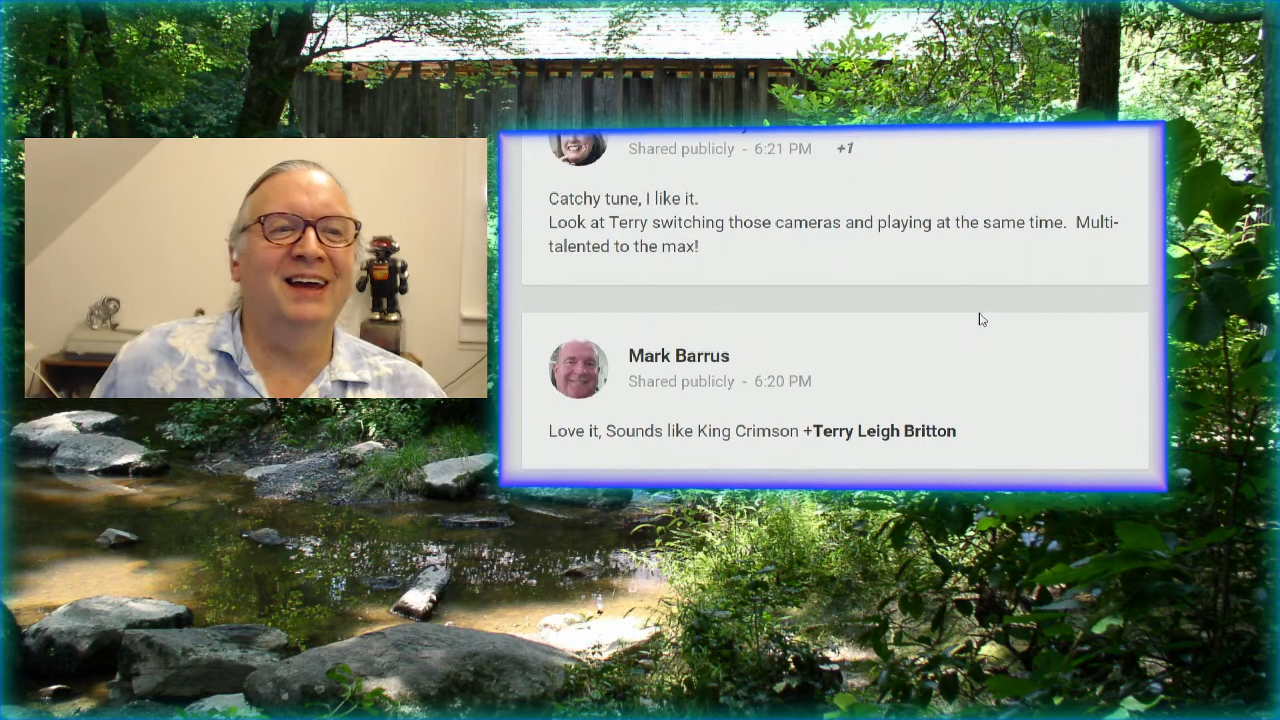 Shared publicly - 6:21 PM +1
Catchy tune, I like it.
Look at Terry switching those cameras and playing at the same time. Multi-
talented to the max!
Mark Barrus
Shared publicly - 6:20 PM
Love it, Sounds like King Crimson +Terry Leigh Britton